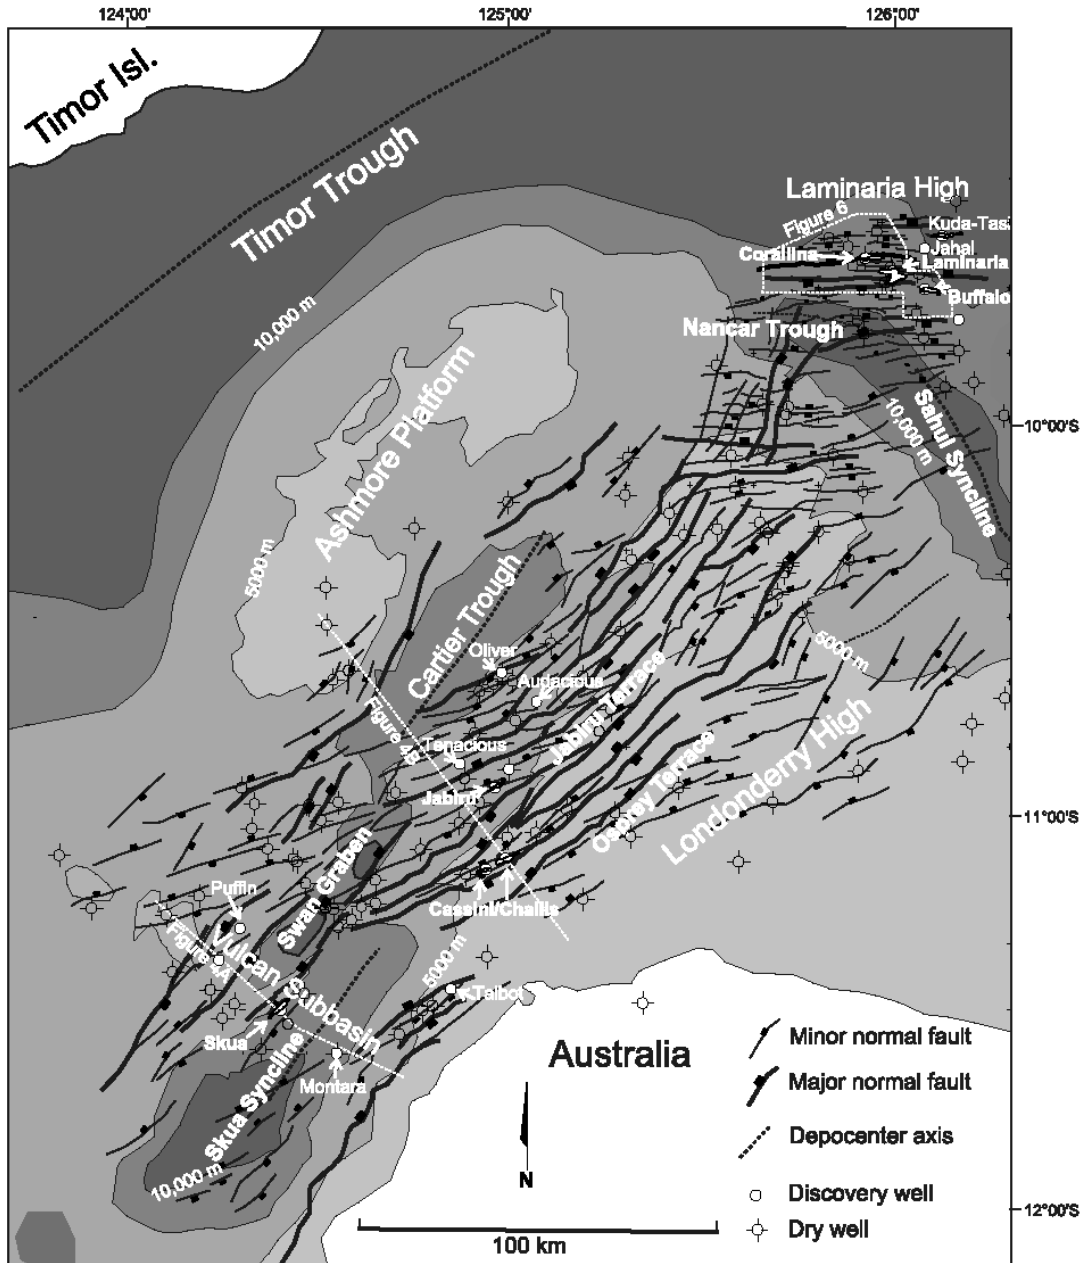 124°00'
125°00'
126°00'
Timor Isl.
Timor Trough
Laminaria High
Figure 6
Kuda-Tas
Jahal
Corallina
Laminaria
Buffalo
10,000 m
Nancar Trough
Ashmore Platform
Sahul Syncline
10,000 m
10°00'S
5000 m
Cartier Trough
Oliver
Audacious
5000 m
Figure 4B
Tenacious
Jabiru Terrace
Jabiru
Osprey Terrace
Londonderry High
11°00'S
Swan Graben
Puffin
Cassini/Challis
Figure 4A
Vulcan Subbasin
5000 m
Talbot
Skua
Montara
Skua Syncline
10,000 m
Australia
N
Minor normal fault
Major normal fault
Depocenter axis
Discovery well
Dry well
12°00'S
100 km